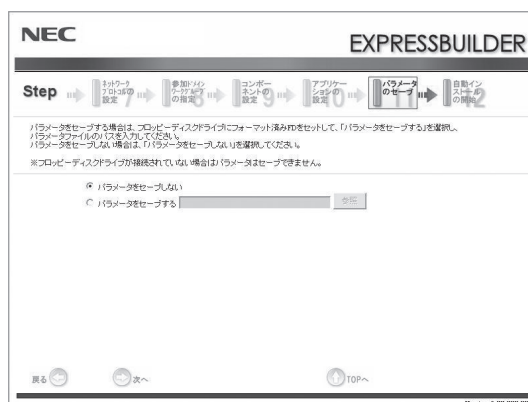 NEC
EXPRESSBUILDER
Step
ネットワーク
プロトコルの
設定 7
参加ドメイン
ワークグループ
の指定 8
コンポー
ネントの
設定 9
アプリケー
ションの
設定 10
パラメータ
のセーブ 11
自動イン
ストール
の開始 12
パラメータをセーブする場合は、フロッピーディスクドライブにフォーマット済みFDをセットして、「パラメータをセーブする」を選択し、
パラメータファイルのパスを入力してください。
パラメータをセーブしない場合は、「パラメータをセーブしない」を選択してください。
※フロッピーディスクドライブが接続されていない場合はパラメータはセーブできません。
パラメータをセーブしない
パラメータをセーブする
参照
戻る
次へ
TOPへ